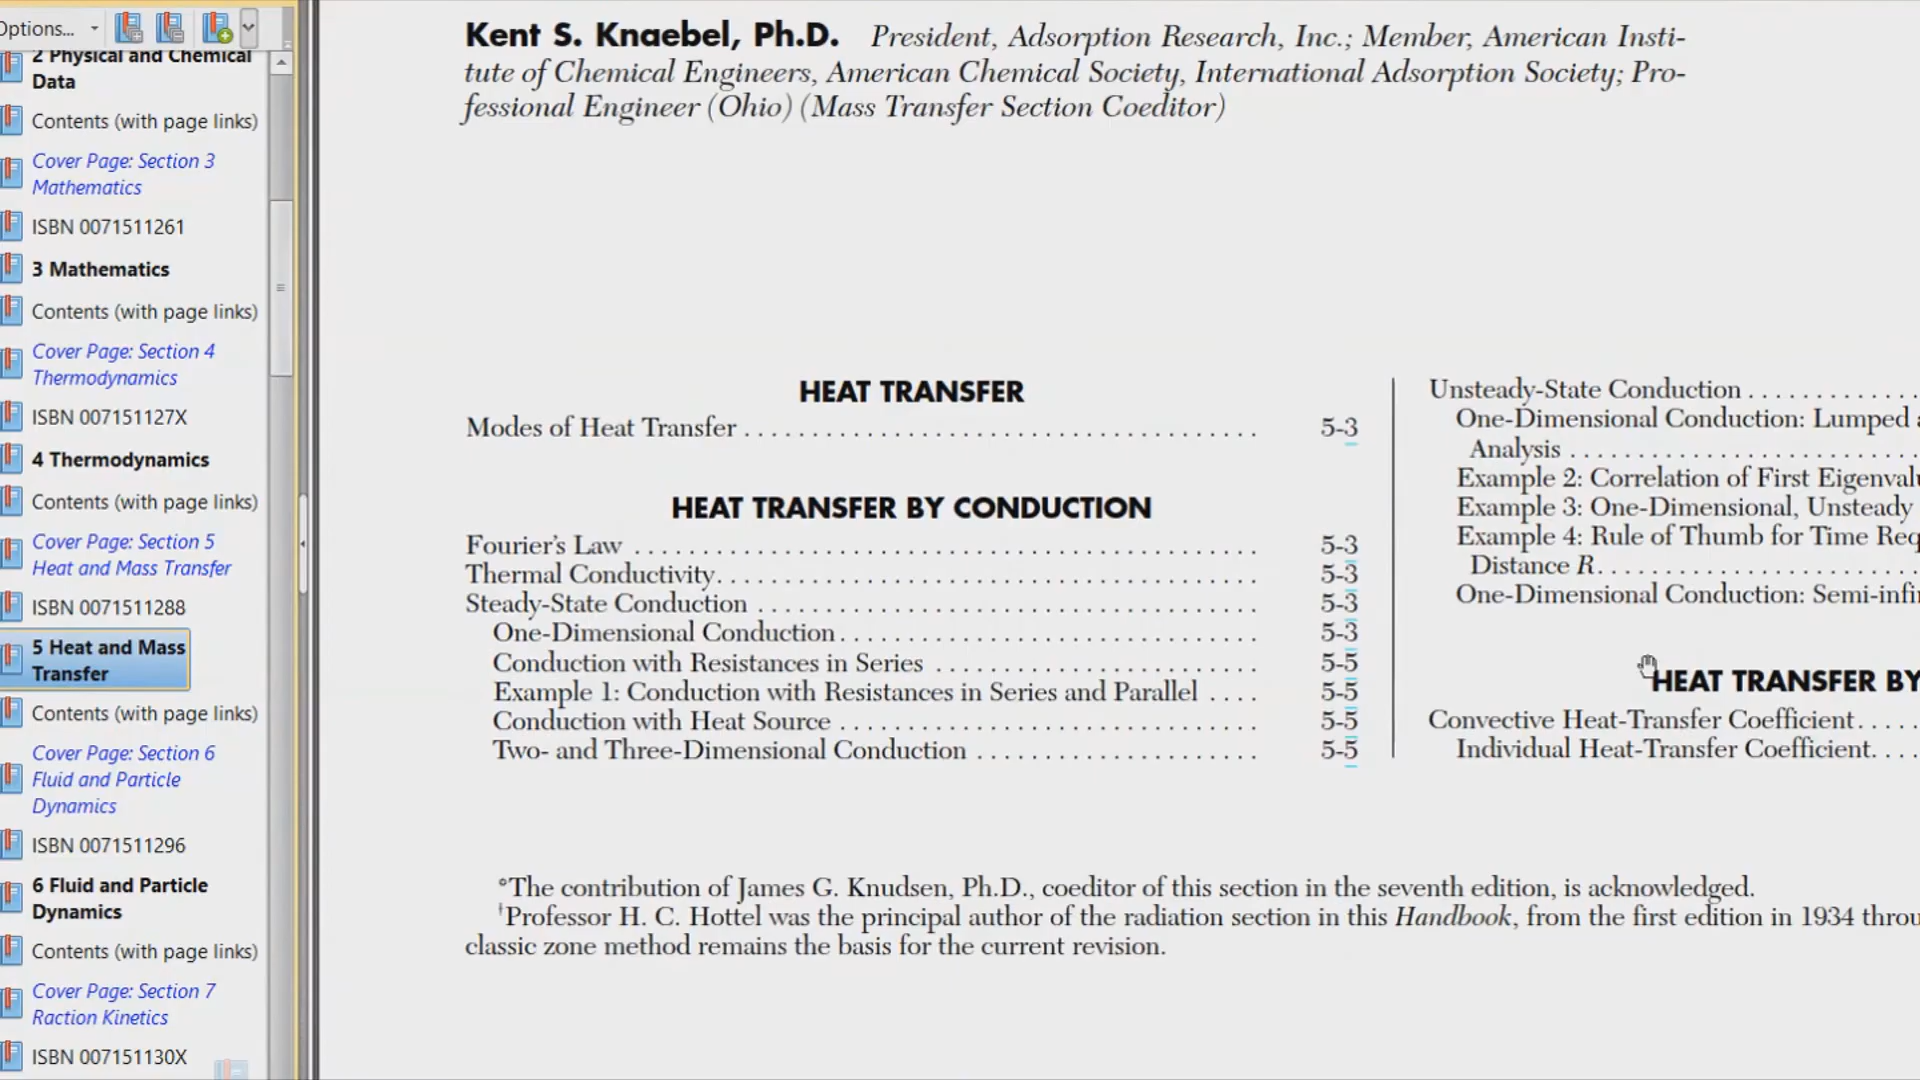 Options...
2 Physical and Chemical
Data
Contents (with page links)
Cover Page: Section 3
Mathematics
ISBN 0071511261
3 Mathematics
Contents (with page links)
Cover Page: Section 4
Thermodynamics
ISBN 007151127X
4 Thermodynamics
Contents (with page links)
Cover Page: Section 5
Heat and Mass Transfer
ISBN 0071511288
5 Heat and Mass
Transfer
Contents (with page links)
Cover Page: Section 6
Fluid and Particle
Dynamics
ISBN 0071511296
6 Fluid and Particle
Dynamics
Contents (with page links)
Cover Page: Section 7
Raction Kinetics
ISBN 007151130X
Kent S. Knaebel, Ph.D. President, Adsorption Research, Inc.; Member, American Insti-
tute of Chemical Engineers, American Chemical Society, International Adsorption Society; Pro-
fessional Engineer (Ohio) (Mass Transfer Section Coeditor)
HEAT TRANSFER
Modes of Heat Transfer . . . . . . . . . . . . . . . . . . . . . . . . . . . . . . . . . . . . . 5-3
HEAT TRANSFER BY CONDUCTION
Fourier's Law . . . . . . . . . . . . . . . . . . . . . . . . . . . . . . . . . . . . . . . . . . . . . 5-3
Thermal Conductivity. . . . . . . . . . . . . . . . . . . . . . . . . . . . . . . . . . . . . . . 5-3
Steady-State Conduction . . . . . . . . . . . . . . . . . . . . . . . . . . . . . . . . . . . . 5-3
One-Dimensional Conduction. . . . . . . . . . . . . . . . . . . . . . . . . . . . . . 5-3
Conduction with Resistances in Series . . . . . . . . . . . . . . . . . . . . . . . 5-5
Example 1: Conduction with Resistances in Series and Parallel . . . . 5-5
Conduction with Heat Source . . . . . . . . . . . . . . . . . . . . . . . . . . . . . . 5-5
Two- and Three-Dimensional Conduction . . . . . . . . . . . . . . . . . . . . 5-5
Unsteady-State Conduction . . . . . . . . . . . . .
One-Dimensional Conduction: Lumped a
Analysis . . . . . . . . . . . . . . . . . . . . . . . . .
Example 2: Correlation of First Eigenvalu
Example 3: One-Dimensional, Unsteady
Example 4: Rule of Thumb for Time Req
Distance R. . . . . . . . . . . . . . . . . . . . . . .
One-Dimensional Conduction: Semi-infin
HEAT TRANSFER BY
Convective Heat-Transfer Coefficient. . . . .
Individual Heat-Transfer Coefficient. . . .
°The contribution of James G. Knudsen, Ph.D., coeditor of this section in the seventh edition, is acknowledged.
†Professor H. C. Hottel was the principal author of the radiation section in this Handbook, from the first edition in 1934 throu
classic zone method remains the basis for the current revision.